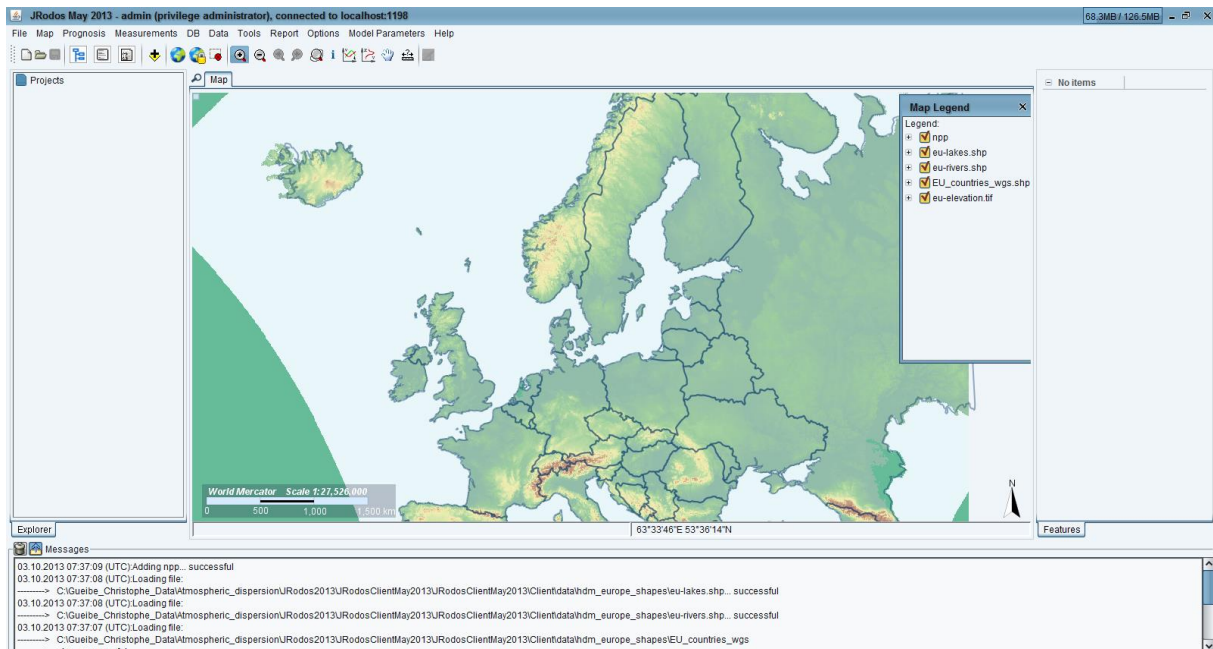 JRodos May 2013 - admin (privilege administrator), connected to localhost:1198
68.3MB / 126.5MB
File Map Prognosis Measurements DB Data Tools Report Options Model Parameters Help
Projects
Map
No items
Map Legend
Legend:
npp
eu-lakes.shp
eu-rivers.shp
EU_countries_wgs.shp
eu-elevation.tif
World Mercator Scale 1:27,526,000
0 500 1,000 1,500 km
N
63°33'46"E 53°36'14"N
Explorer
Features
Messages
03.10.2013 07:37:09 (UTC):Adding npp... successful
03.10.2013 07:37:08 (UTC):Loading file:
---------> C:\Gueibe_Christophe_Data\Atmospheric_dispersion\JRodos2013\JRodosClientMay2013\JRodosClientMay2013\Client\data\hdm_europe_shapes\eu-lakes.shp... successful
03.10.2013 07:37:08 (UTC):Loading file:
---------> C:\Gueibe_Christophe_Data\Atmospheric_dispersion\JRodos2013\JRodosClientMay2013\JRodosClientMay2013\Client\data\hdm_europe_shapes\eu-rivers.shp... successful
03.10.2013 07:37:07 (UTC):Loading file:
---------> C:\Gueibe_Christophe_Data\Atmospheric_dispersion\JRodos2013\JRodosClientMay2013\JRodosClientMay2013\Client\data\hdm_europe_shapes\EU_countries_wgs